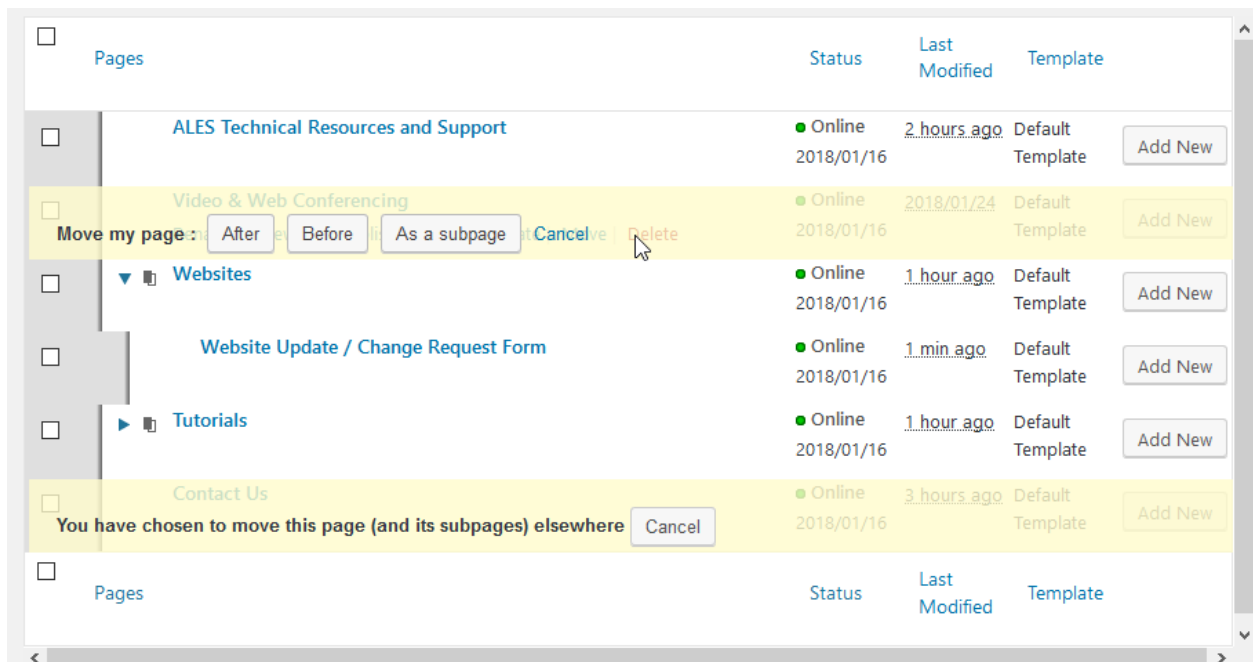 Pages Status Last Modified Template
ALES Technical Resources and Support Online 2 hours ago Default
2018/01/16 Template Add New
Video & Web Conferencing Online 2018/01/24 Default
2018/01/16 Template Add New
Move my page : After Before As a subpage Cancel Delete
Websites Online 1 hour ago Default
2018/01/16 Template Add New
Website Update / Change Request Form Online 1 min ago Default
2018/01/16 Template Add New
Tutorials Online 1 hour ago Default
2018/01/16 Template Add New
Contact Us Online 3 hours ago Default
2018/01/16 Template Add New
You have chosen to move this page (and its subpages) elsewhere Cancel
Pages Status Last Modified Template